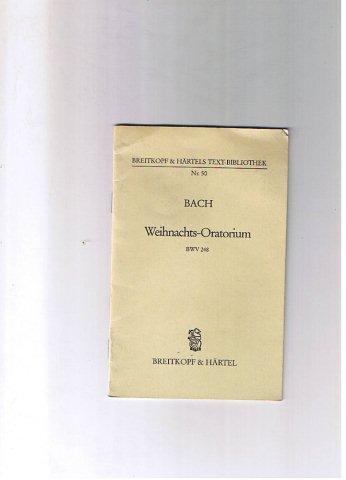 BREITKOPF & HÄRTELS TEXT-BIBLIOTHEK
Nr. 50
BACH
Weihnachts-Oratorium
BWV 248
BREITKOPF & HÄRTEL